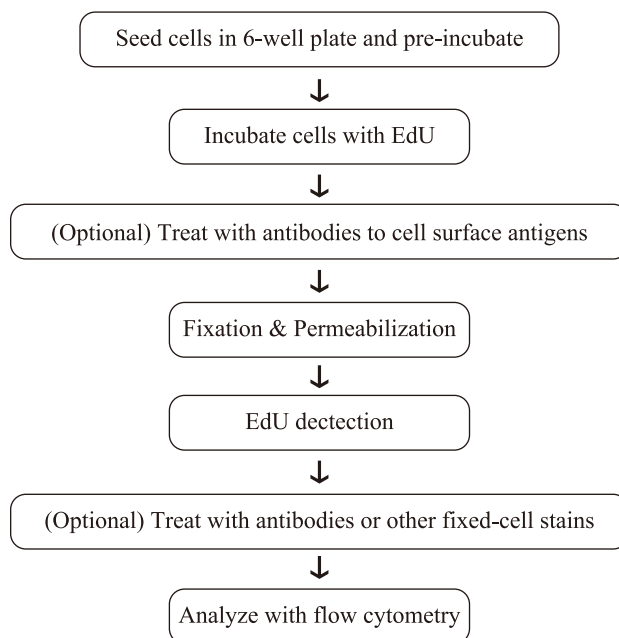 Seed cells in 6-well plate and pre-incubate
Incubate cells with EdU
(Optional) Treat with antibodies to cell surface antigens
Fixation & Permeabilization
EdU dectection
(Optional) Treat with antibodies or other fixed-cell stains
Analyze with flow cytometry